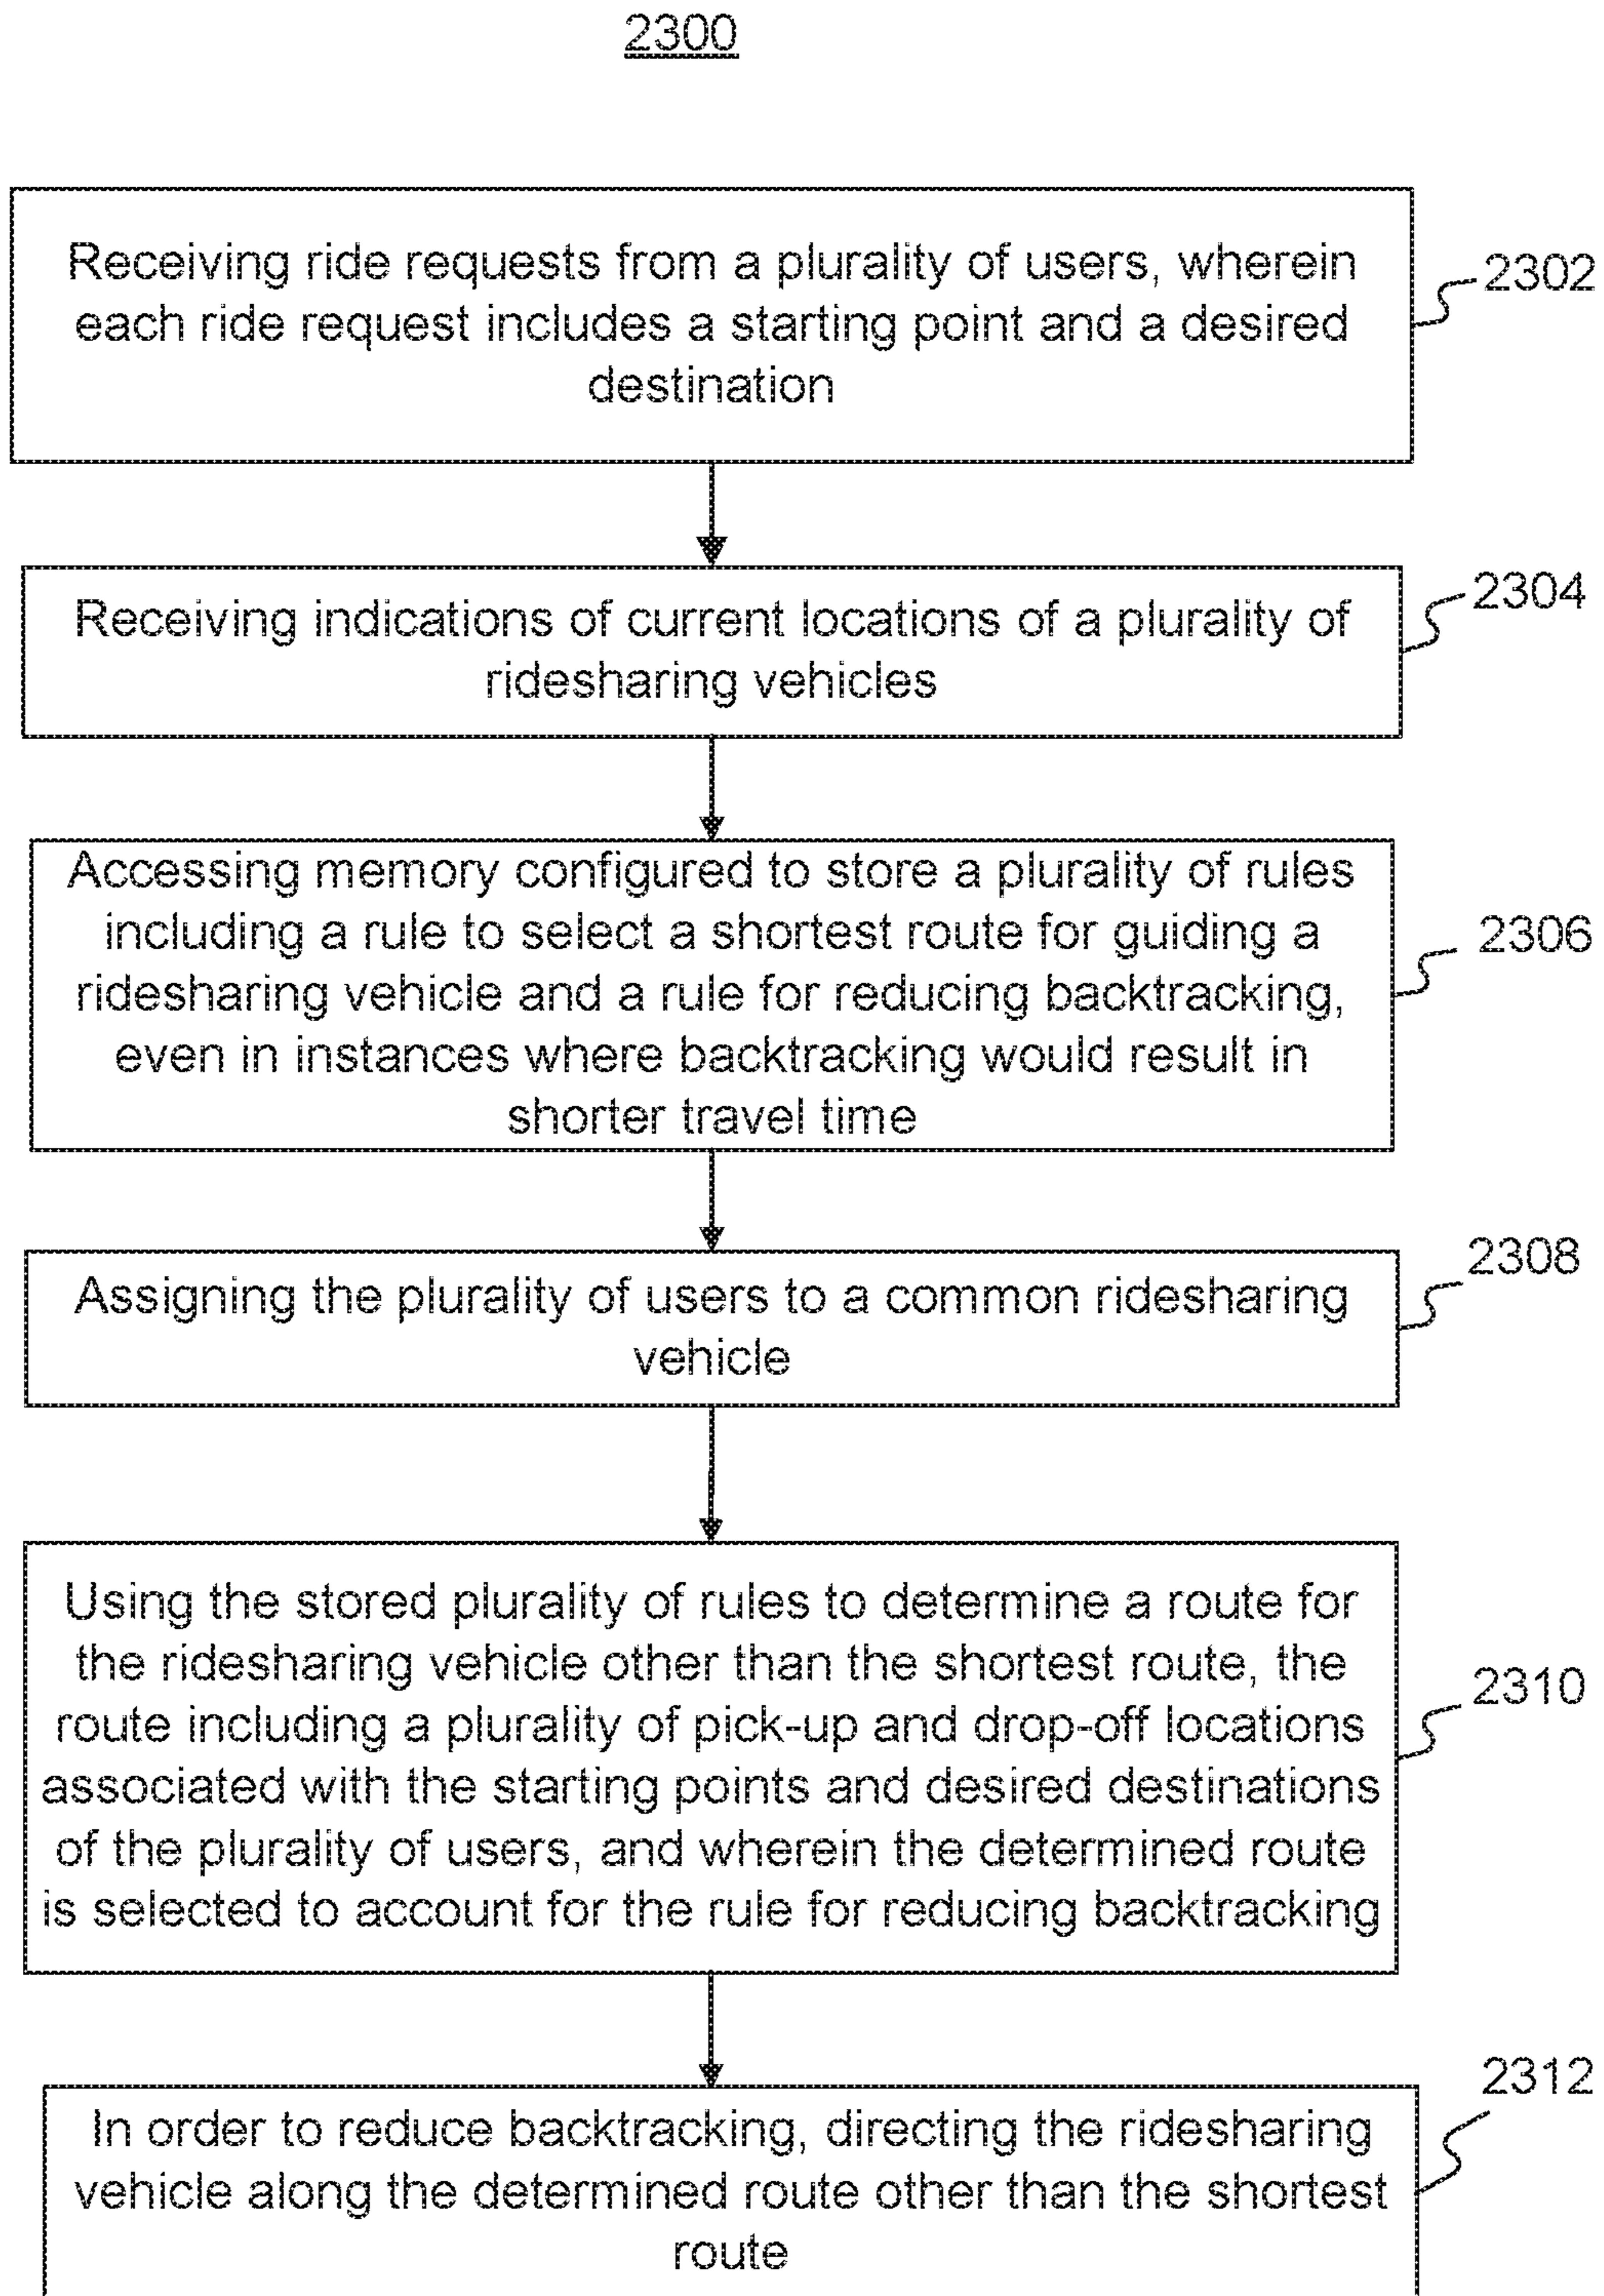 2300
Receiving ride requests from a plurality of users, wherein
each ride request includes a starting point and a desired
destination
2302
Receiving indications of current locations of a plurality of
ridesharing vehicles
2304
Accessing memory configured to store a plurality of rules
including a rule to select a shortest route for guiding a
ridesharing vehicle and a rule for reducing backtracking,
even in instances where backtracking would result in
shorter travel time
2306
Assigning the plurality of users to a common ridesharing
vehicle
2308
Using the stored plurality of rules to determine a route for
the ridesharing vehicle other than the shortest route, the
route including a plurality of pick-up and drop-off locations
associated with the starting points and desired destinations
of the plurality of users, and wherein the determined route
is selected to account for the rule for reducing backtracking
2310
In order to reduce backtracking, directing the ridesharing
vehicle along the determined route other than the shortest
route
2312